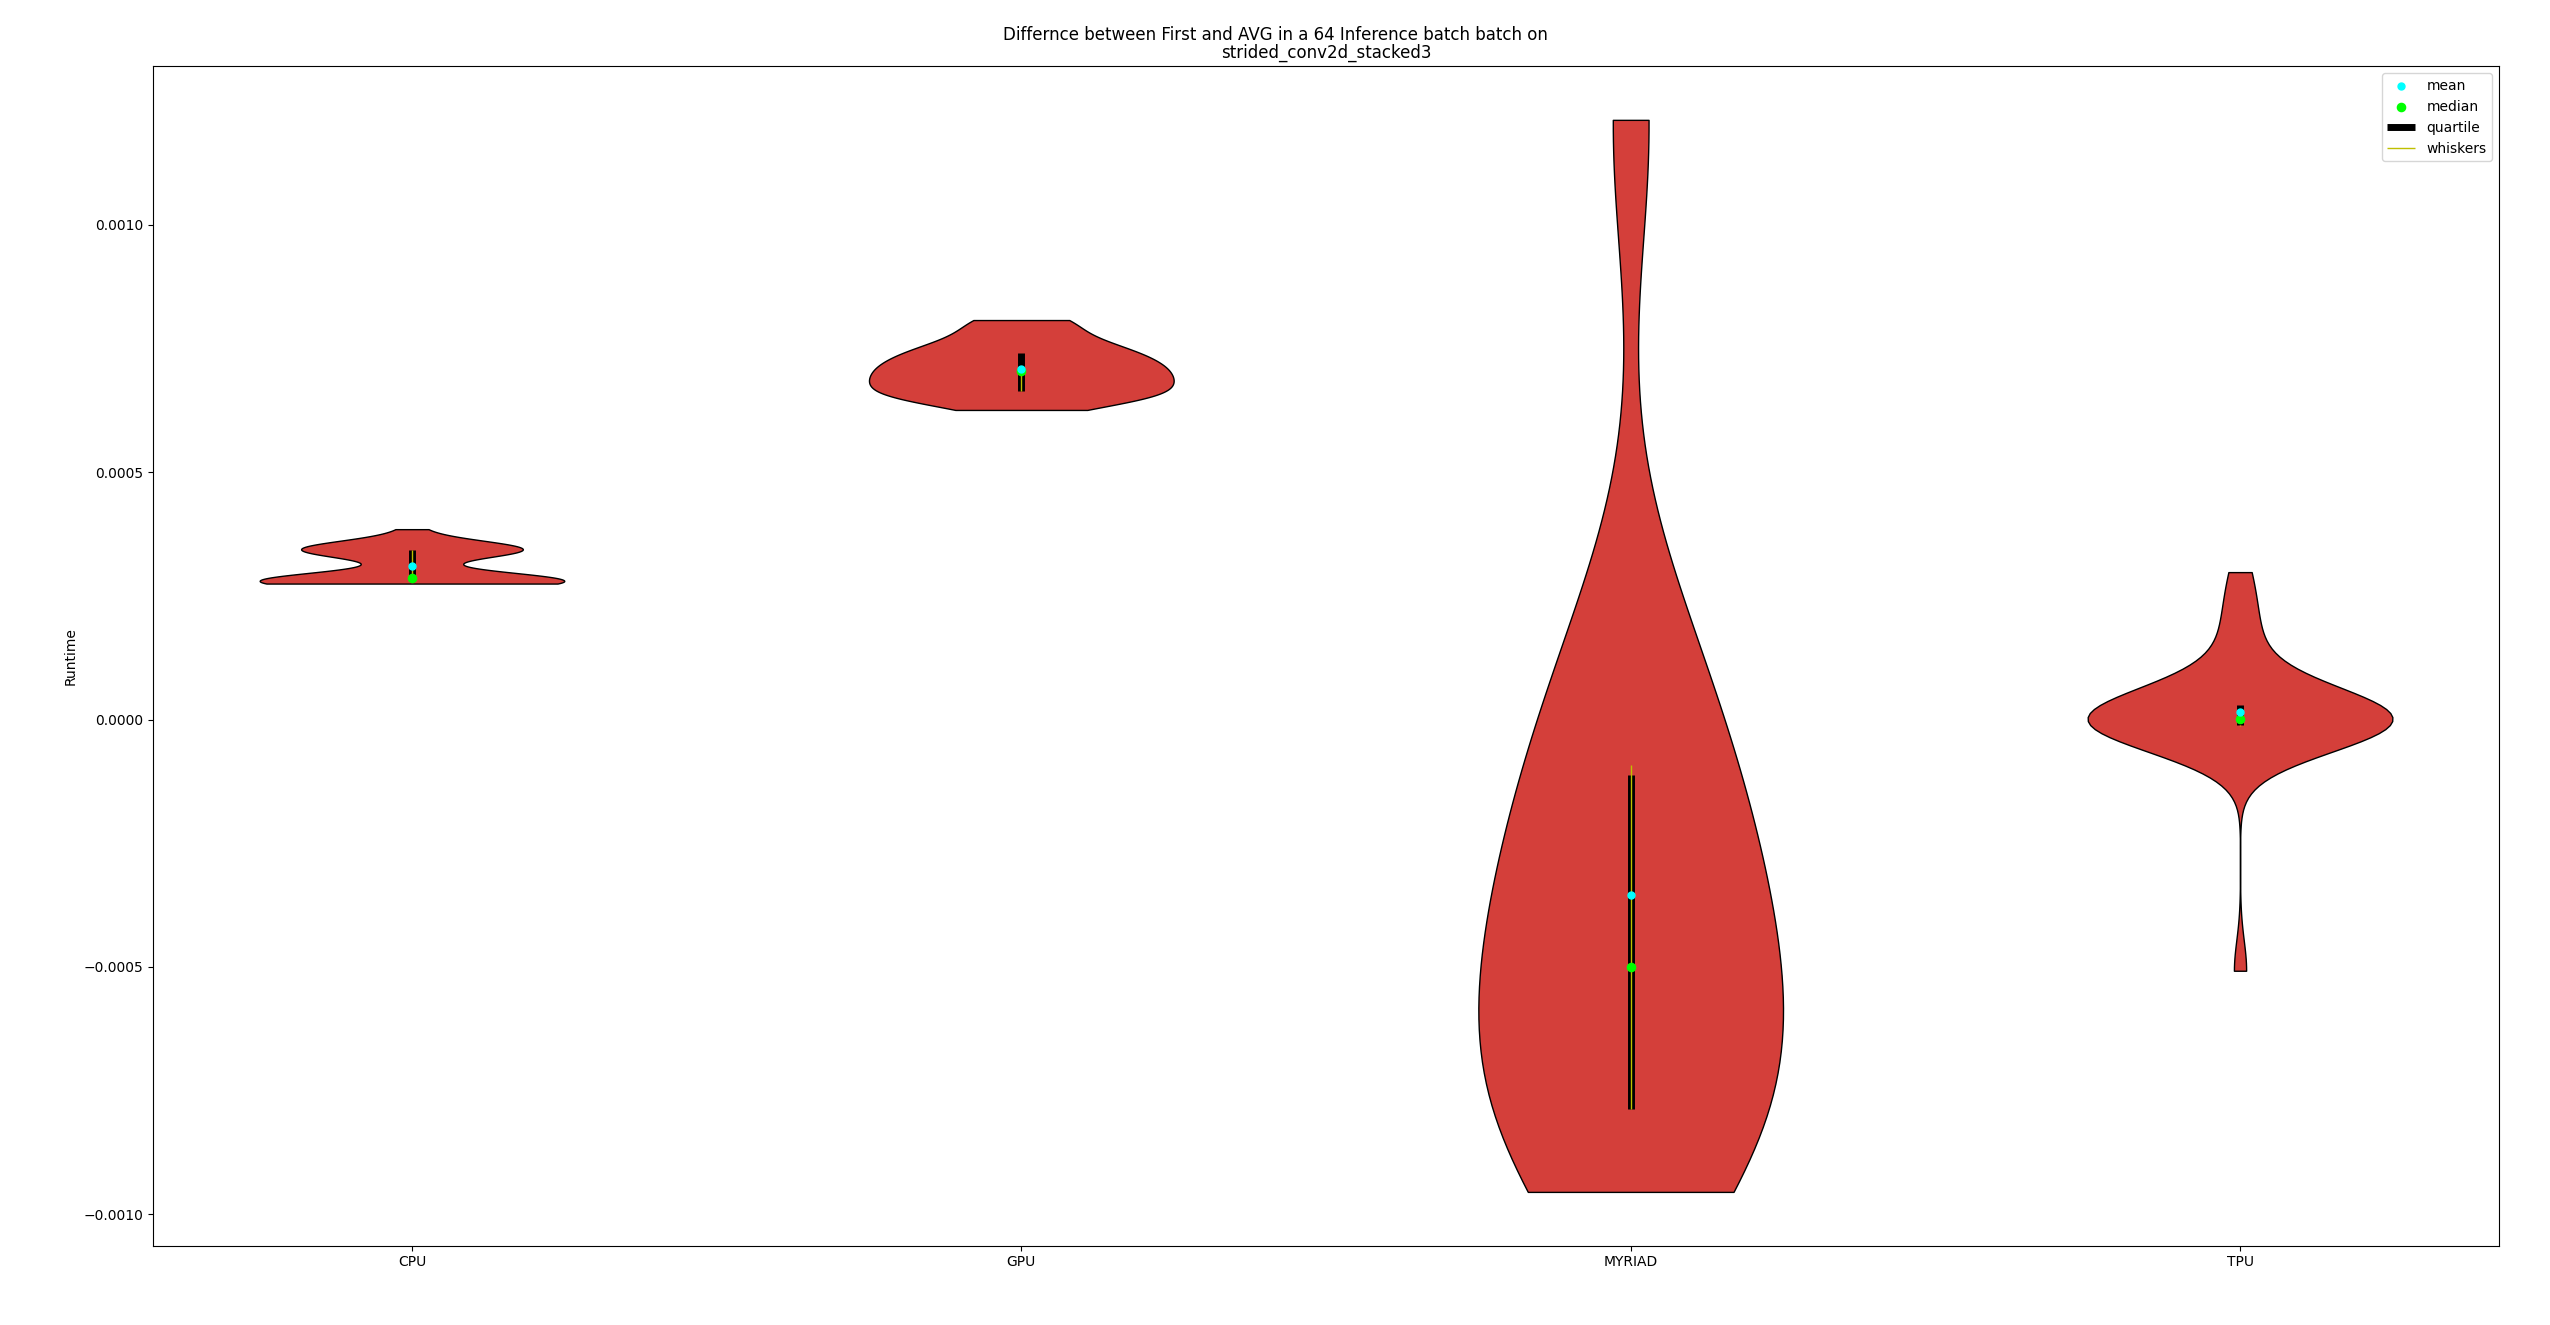 Differnce between First and AVG in a 64 Inference batch batch on
strided_conv2d_stacked3
mean
median
quartile
whiskers
0.0010
0.0005
0.0000
−0.0005
−0.0010
Runtime
CPU
GPU
MYRIAD
TPU